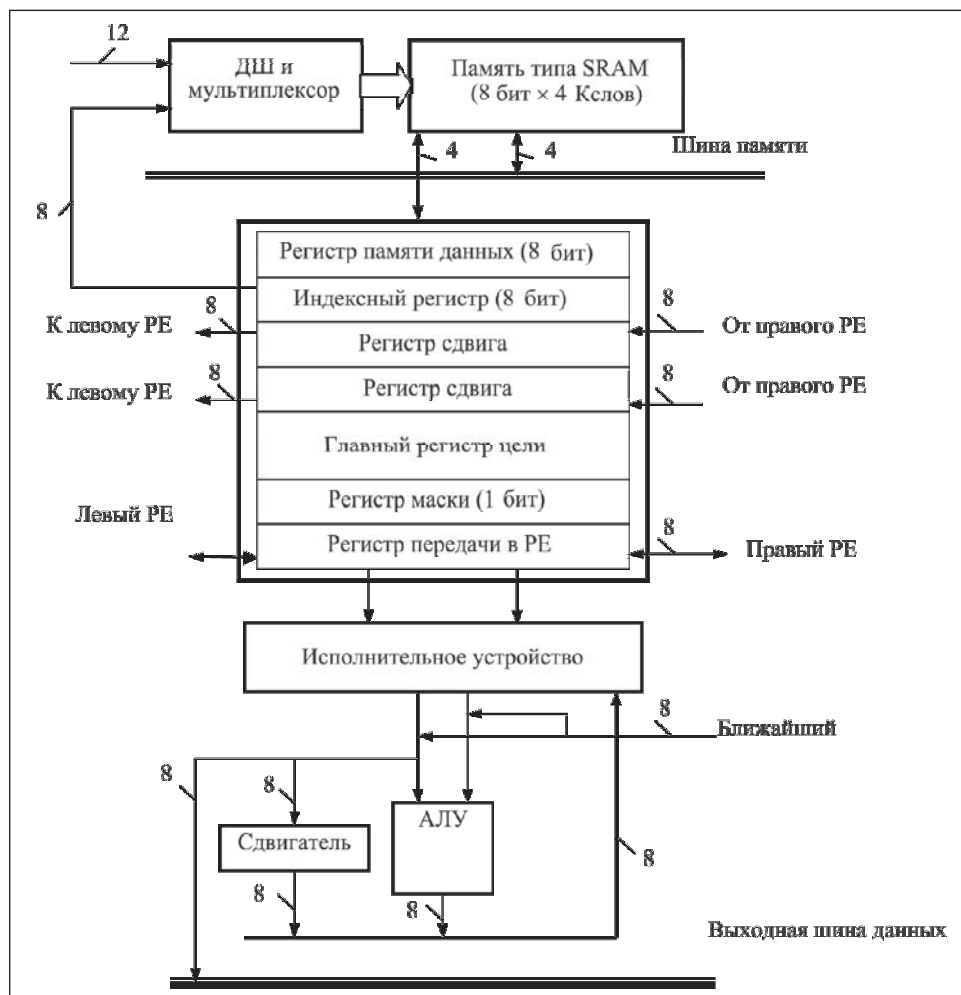 12
ДШ и
мультиплексор
Память типа SRAM
(8 бит × 4 Кслов)
4
4
Шина памяти
8
Регистр памяти данных (8 бит)
Индексный регистр (8 бит)
К левому PE
8
8
От правого PE
Регистр сдвига
К левому PE
8
Регистр сдвига
8
От правого PE
Главный регистр цели
Регистр маски (1 бит)
Левый PE
Регистр передачи в PE
8
Правый PE
Исполнительное устройство
8
Ближайший
8
8
АЛУ
Сдвигатель
8
8
8
Выходная шина данных